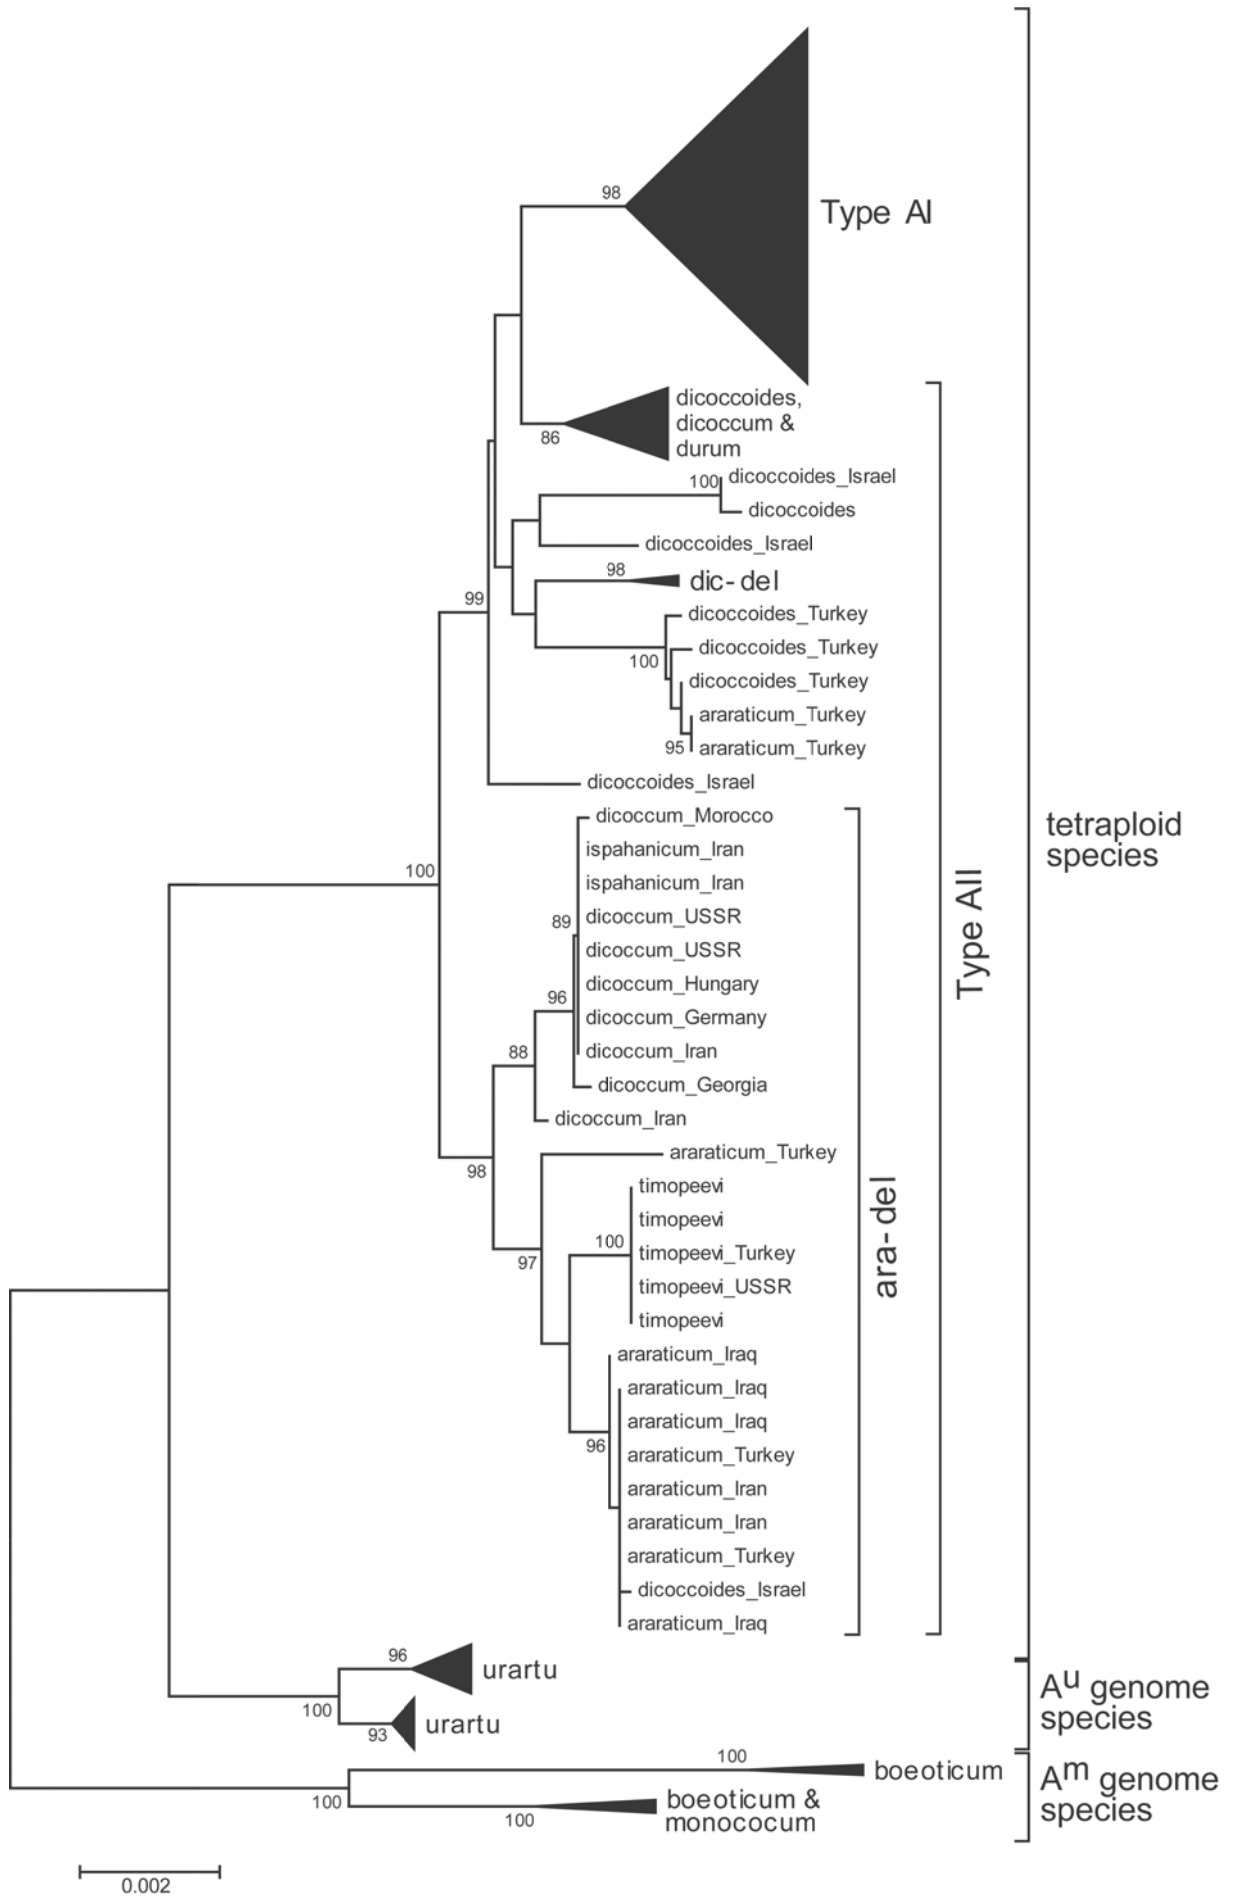 98
Type AI
dicoccoides,
dicoccum &
durum
86
dicoccoides_Israel
100
dicoccoides
dicoccoides_Israel
98
dic-del
99
dicoccoides_Turkey
dicoccoides_Turkey
100
dicoccoides_Turkey
araraticum_Turkey
95
araraticum_Turkey
dicoccoides_Israel
dicoccum_Morocco
tetraploid
species
ispahanicum_Iran
100
ispahanicum_Iran
89
dicoccum_USSR
Type AII
dicoccum_USSR
dicoccum_Hungary
96
dicoccum_Germany
88
dicoccum_Iran
dicoccum_Georgia
dicoccum_Iran
araraticum_Turkey
98
timopeevi
timopeevi
ara-del
100
timopeevi_Turkey
97
timopeevi_USSR
timopeevi
araraticum_Iraq
araraticum_Iraq
araraticum_Iraq
96
araraticum_Turkey
araraticum_Iran
araraticum_Iran
araraticum_Turkey
dicoccoides_Israel
araraticum_Iraq
96
urartu
100
93
urartu
Au genome
species
100
boeoticum
Am genome
species
100
boeoticum &
monococum
100
0.002